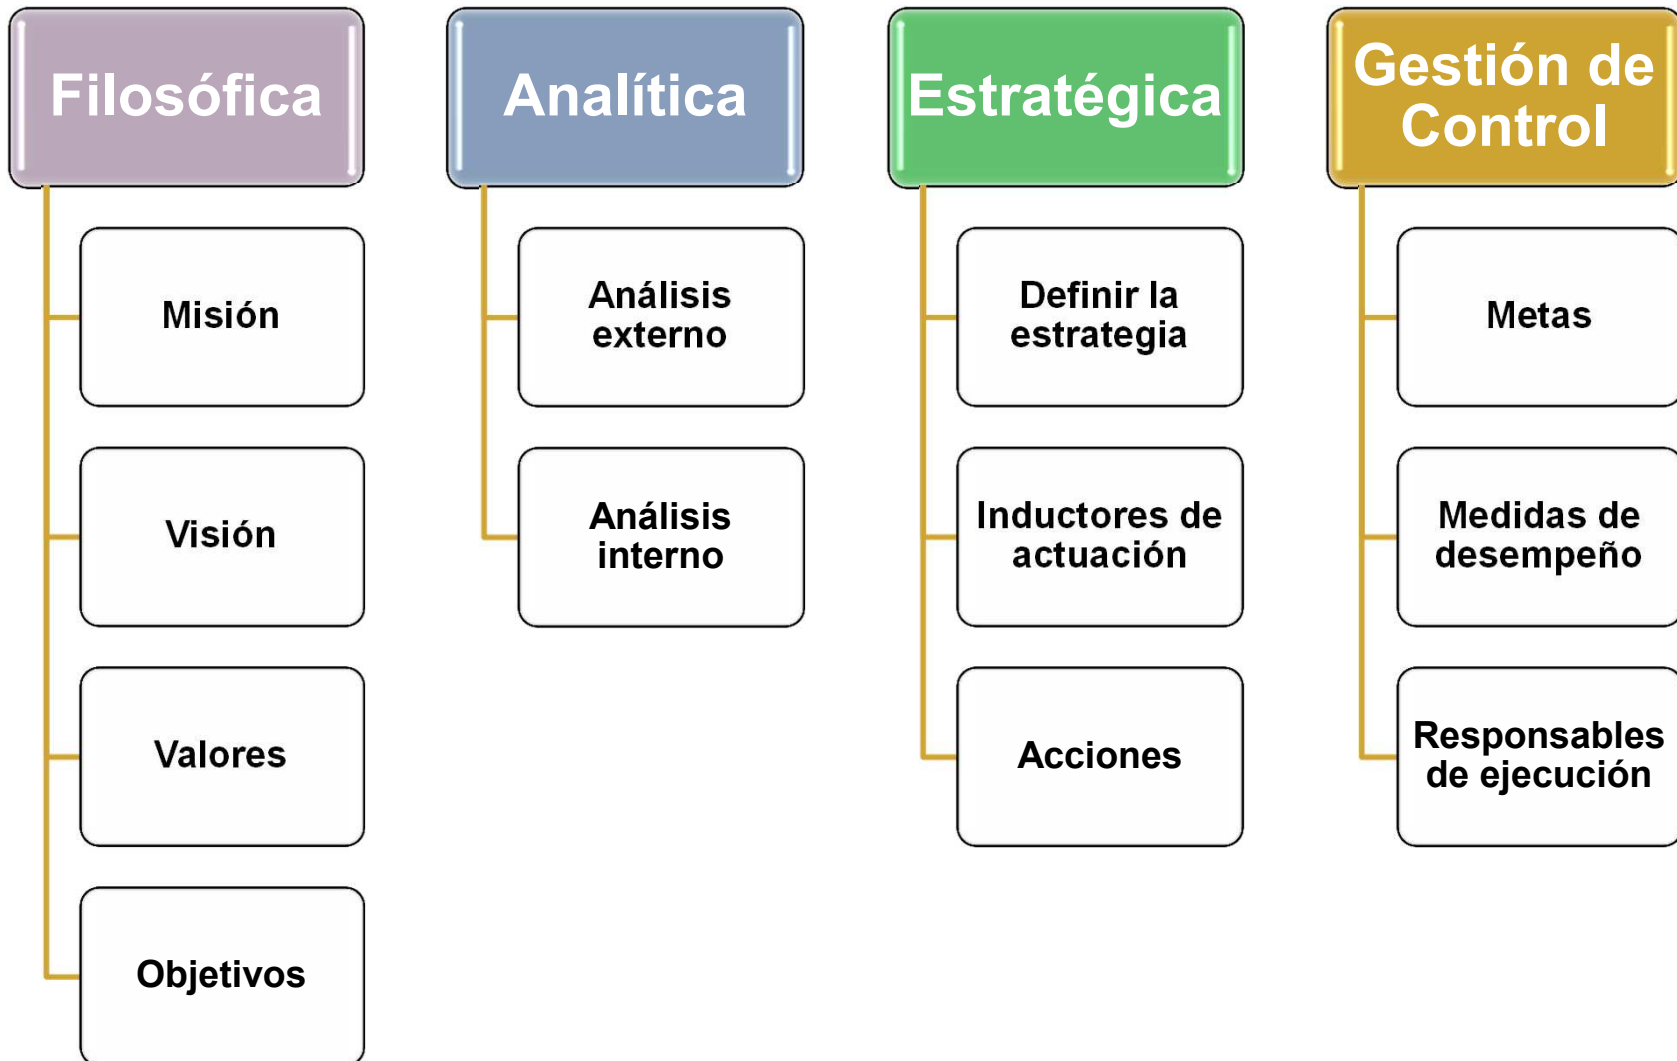 Filosófica
Misión
Visión
Valores
Objetivos
Analítica
Análisis
externo
Análisis
interno
Estratégica
Definir la
estrategia
Inductores de
actuación
Acciones
Gestión de
Control
Metas
Medidas de
desempeño
Responsables
de ejecución